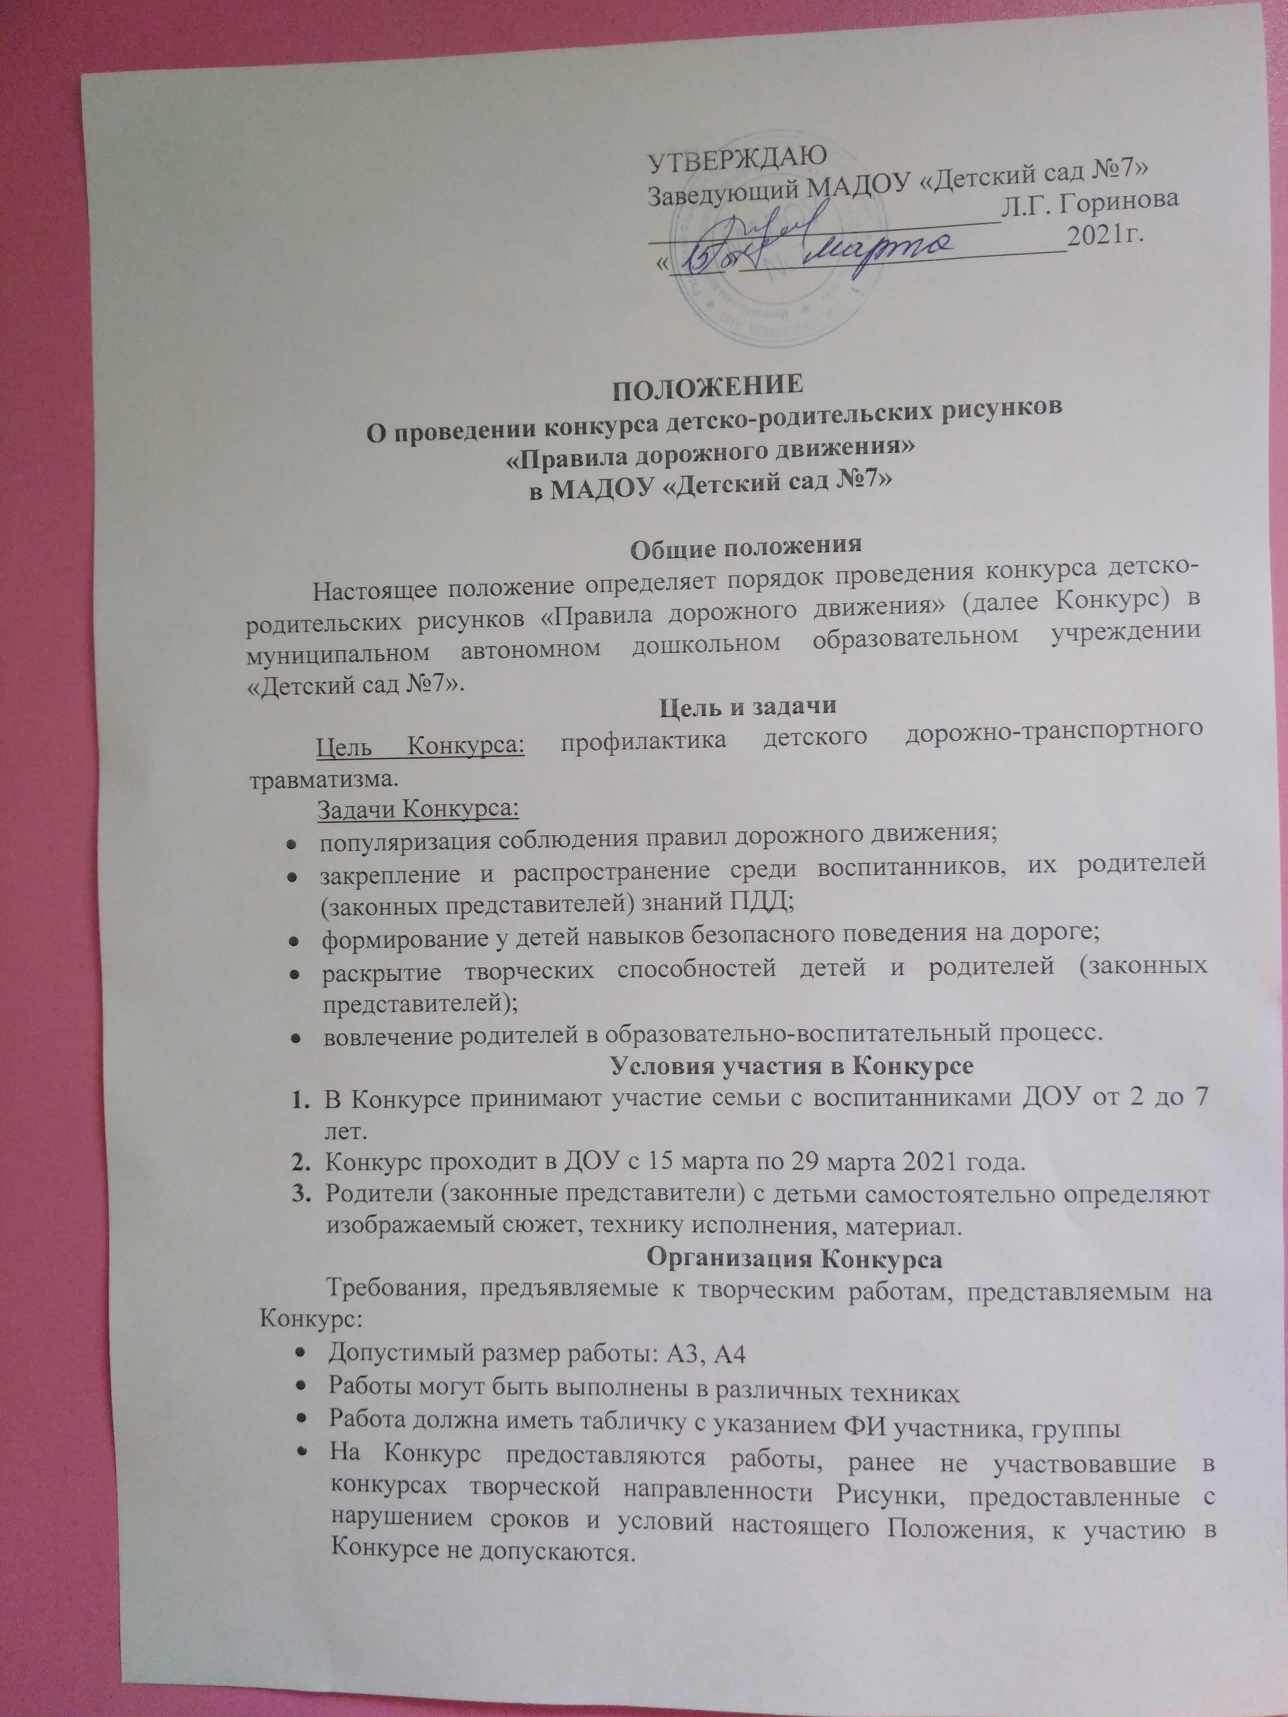 УТВЕРЖДАЮ
Заведующий МАДОУ «Детский сад №7»
Л.Г. Горинова
«15» марта 2021г.
ПОЛОЖЕНИЕ
О проведении конкурса детско-родительских рисунков
«Правила дорожного движения»
в МАДОУ «Детский сад №7»
Общие положения
Настоящее положение определяет порядок проведения конкурса детско-
родительских рисунков «Правила дорожного движения» (далее Конкурс) в
муниципальном автономном дошкольном образовательном учреждении
«Детский сад №7».
Цель и задачи
Цель Конкурса: профилактика детского дорожно-транспортного
травматизма.
Задачи Конкурса:
• популяризация соблюдения правил дорожного движения;
• закрепление и распространение среди воспитанников, их родителей
(законных представителей) знаний ПДД;
• формирование у детей навыков безопасного поведения на дороге;
• раскрытие творческих способностей детей и родителей (законных
представителей);
• вовлечение родителей в образовательно-воспитательный процесс.
Условия участия в Конкурсе
1. В Конкурсе принимают участие семьи с воспитанниками ДОУ от 2 до 7
лет.
2. Конкурс проходит в ДОУ с 15 марта по 29 марта 2021 года.
3. Родители (законные представители) с детьми самостоятельно определяют
изображаемый сюжет, технику исполнения, материал.
Организация Конкурса
Требования, предъявляемые к творческим работам, представляемым на
Конкурс:
• Допустимый размер работы: А3, А4
• Работы могут быть выполнены в различных техниках
• Работа должна иметь табличку с указанием ФИ участника, группы
• На Конкурс предоставляются работы, ранее не участвовавшие в
конкурсах творческой направленности Рисунки, предоставленные с
нарушением сроков и условий настоящего Положения, к участию в
Конкурсе не допускаются.